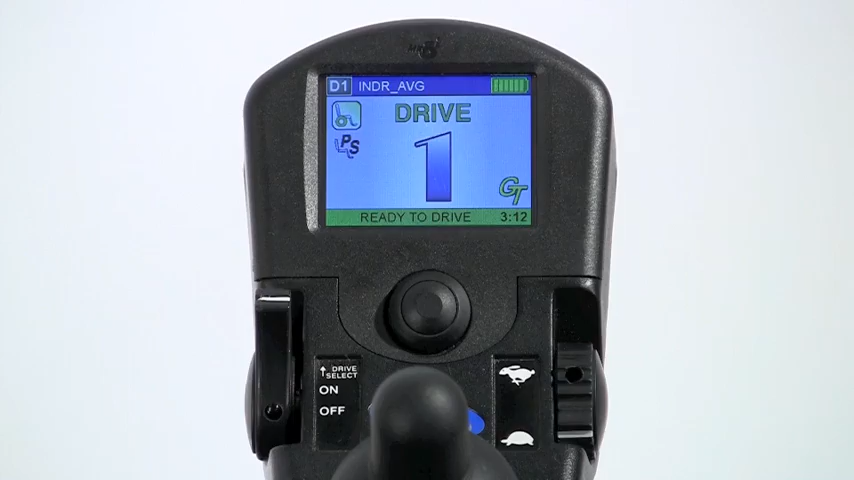 D1 INDR_AVG
DRIVE
PS
1
GT
READY TO DRIVE 3:12
DRIVE
SELECT
ON
OFF